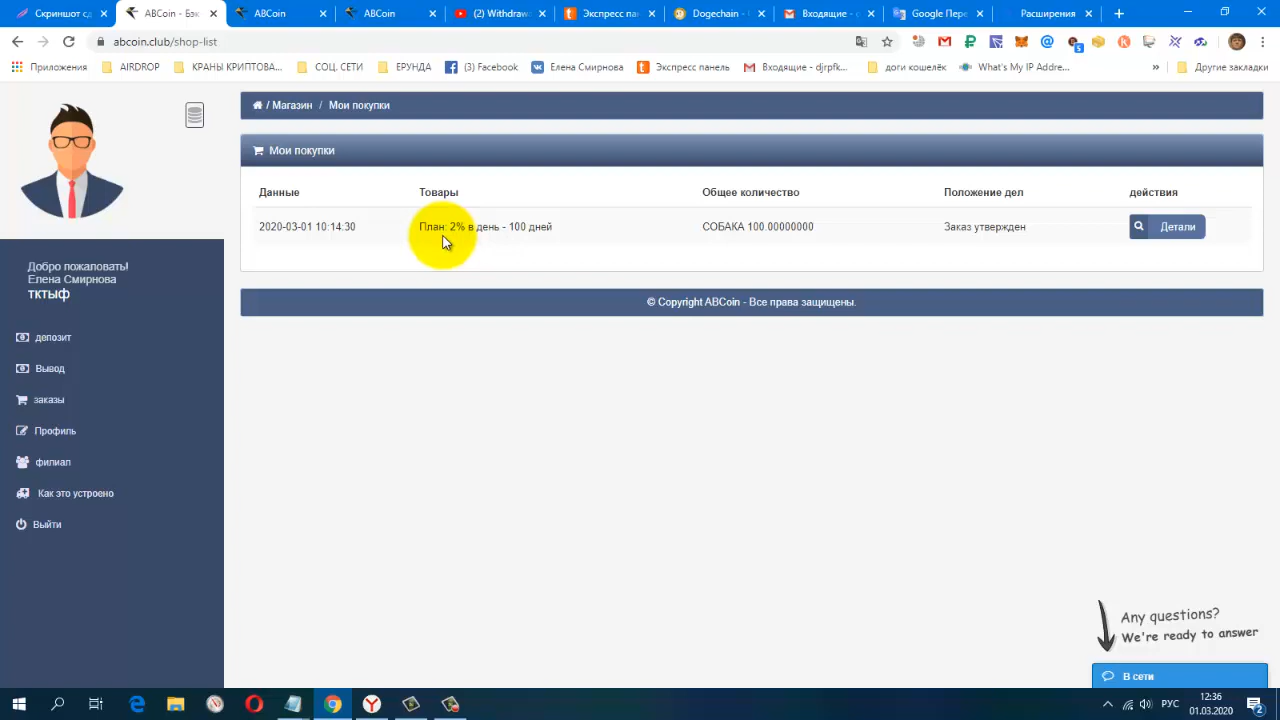 Скриншот сд
ABCoin - Бэк
ABCoin
ABCoin
(2) Withdraw
Экспресс па
Dogechain -
Входящие -
Google Пере
Расширения
abcoin.club/shop-list
Приложения
AIRDROP
КРАНЫ КРИПТОВА...
СОЦ. СЕТИ
ЕРУНДА
(3) Facebook
Елена Смирнова
Экспресс панель
Входящие - djrpfk...
доги кошелёк
What's My IP Addre...
»
Другие закладки
/ Магазин / Мои покупки
Мои покупки
Данные Товары Общее количество Положение дел действия
2020-03-01 10:14:30 План: 2% в день - 100 дней СОБАКА 100.00000000 Заказ утвержден Детали
© Copyright ABCoin - Все права защищены.
Добро пожаловать!
Елена Смирнова
тктыф
депозит
Вывод
заказы
Профиль
филиал
Как это устроено
Выйти
Any questions?
We're ready to answer
В сети
РУС
12:36
01.03.2020
2